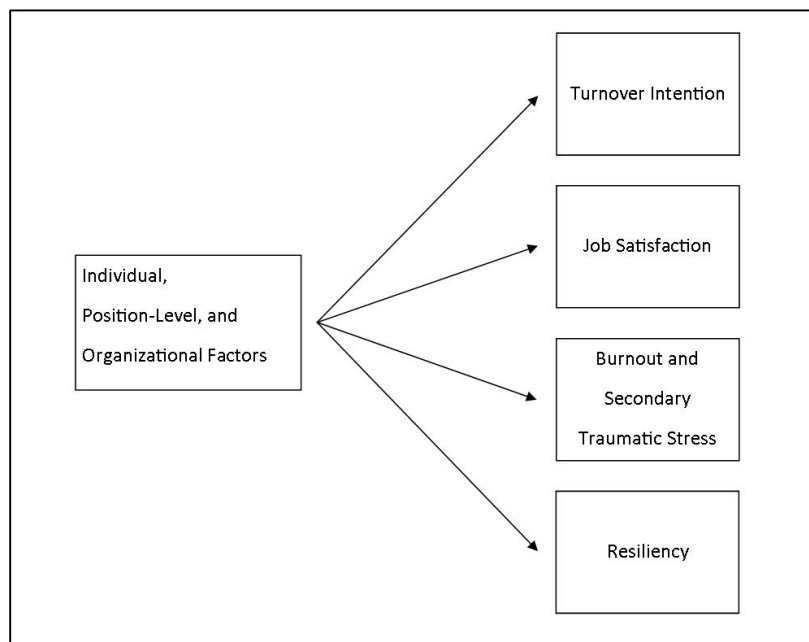 Turnover Intention
Job Satisfaction
Individual,
Position-Level, and
Organizational Factors
Burnout and
Secondary
Traumatic Stress
Resiliency